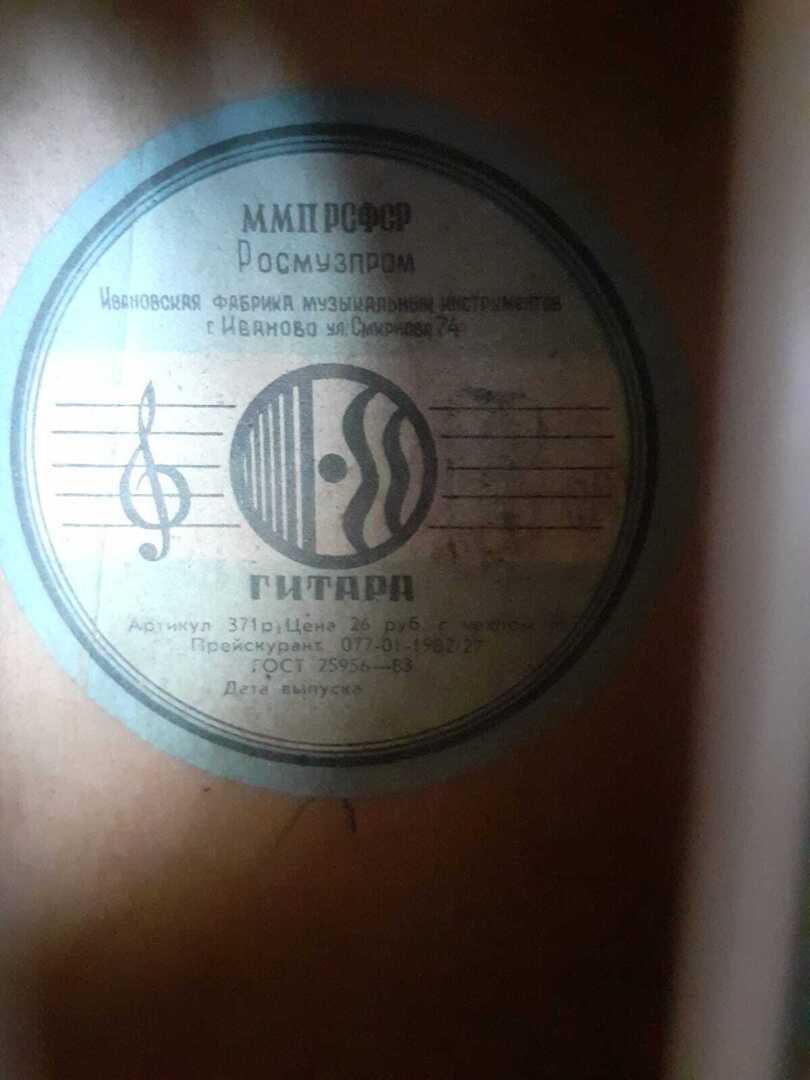 ММП РСФСР
Росмузпром
Ивановская фабрика музыкальных инструментов
г. Иваново ул. Смирнова 74
ГИТАРА
Артикул 371р Цена 26 руб. с чехлом
Прейскурант 077-01-1982/27
ГОСТ 25956—83
Дата выпуска